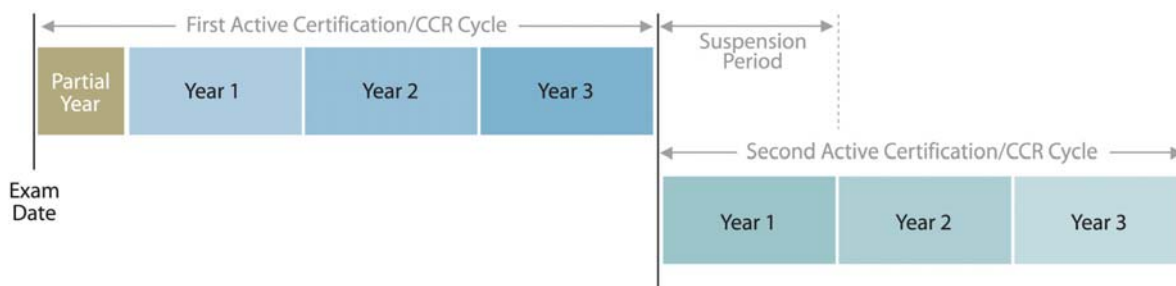 First Active Certification/CCR Cycle
Suspension
Period
Partial
Year
Year 1
Year 2
Year 3
Exam
Date
Second Active Certification/CCR Cycle
Year 1
Year 2
Year 3